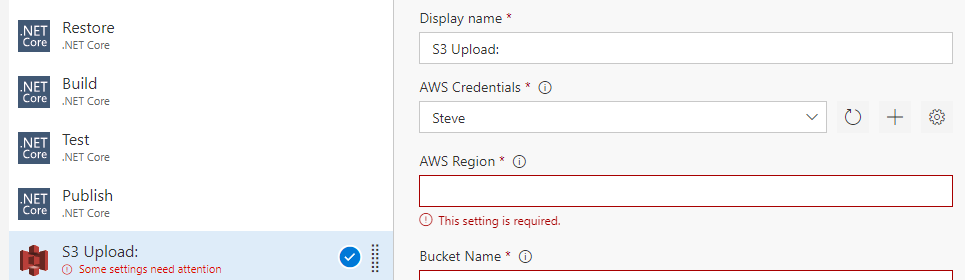 .NET
Core
Restore
.NET Core
.NET
Core
Build
.NET Core
.NET
Core
Test
.NET Core
.NET
Core
Publish
.NET Core
S3 Upload:
Some settings need attention
Display name *
S3 Upload:
AWS Credentials *
Steve
AWS Region *
This setting is required.
Bucket Name *